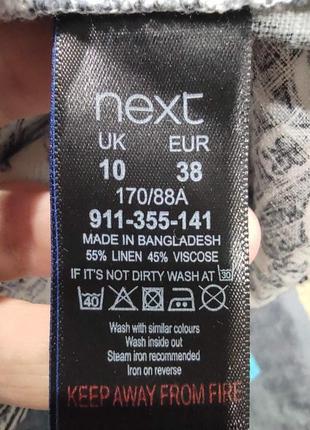 next
UK EUR
10 38
170/88A
911-355-141
MADE IN BANGLADESH
55% LINEN 45% VISCOSE
IF IT'S NOT DIRTY WASH AT 30
40
Wash with similar colours
Wash inside out
Steam iron recommended
Iron on reverse
KEEP AWAY FROM FIRE